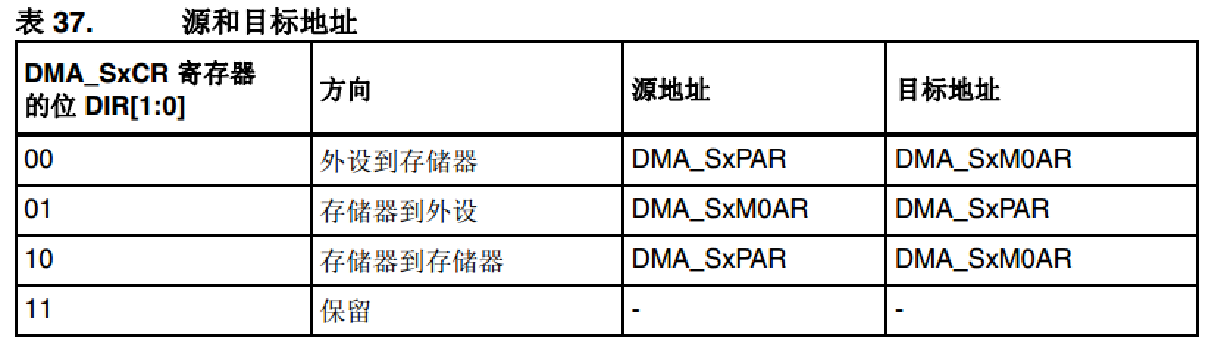 表 37. 源和目标地址
DMA_SxCR 寄存器
的位 DIR[1:0]
方向
源地址
目标地址
00 外设到存储器 DMA_SxPAR DMA_SxM0AR
01 存储器到外设 DMA_SxM0AR DMA_SxPAR
10 存储器到存储器 DMA_SxPAR DMA_SxM0AR
11 保留 - -